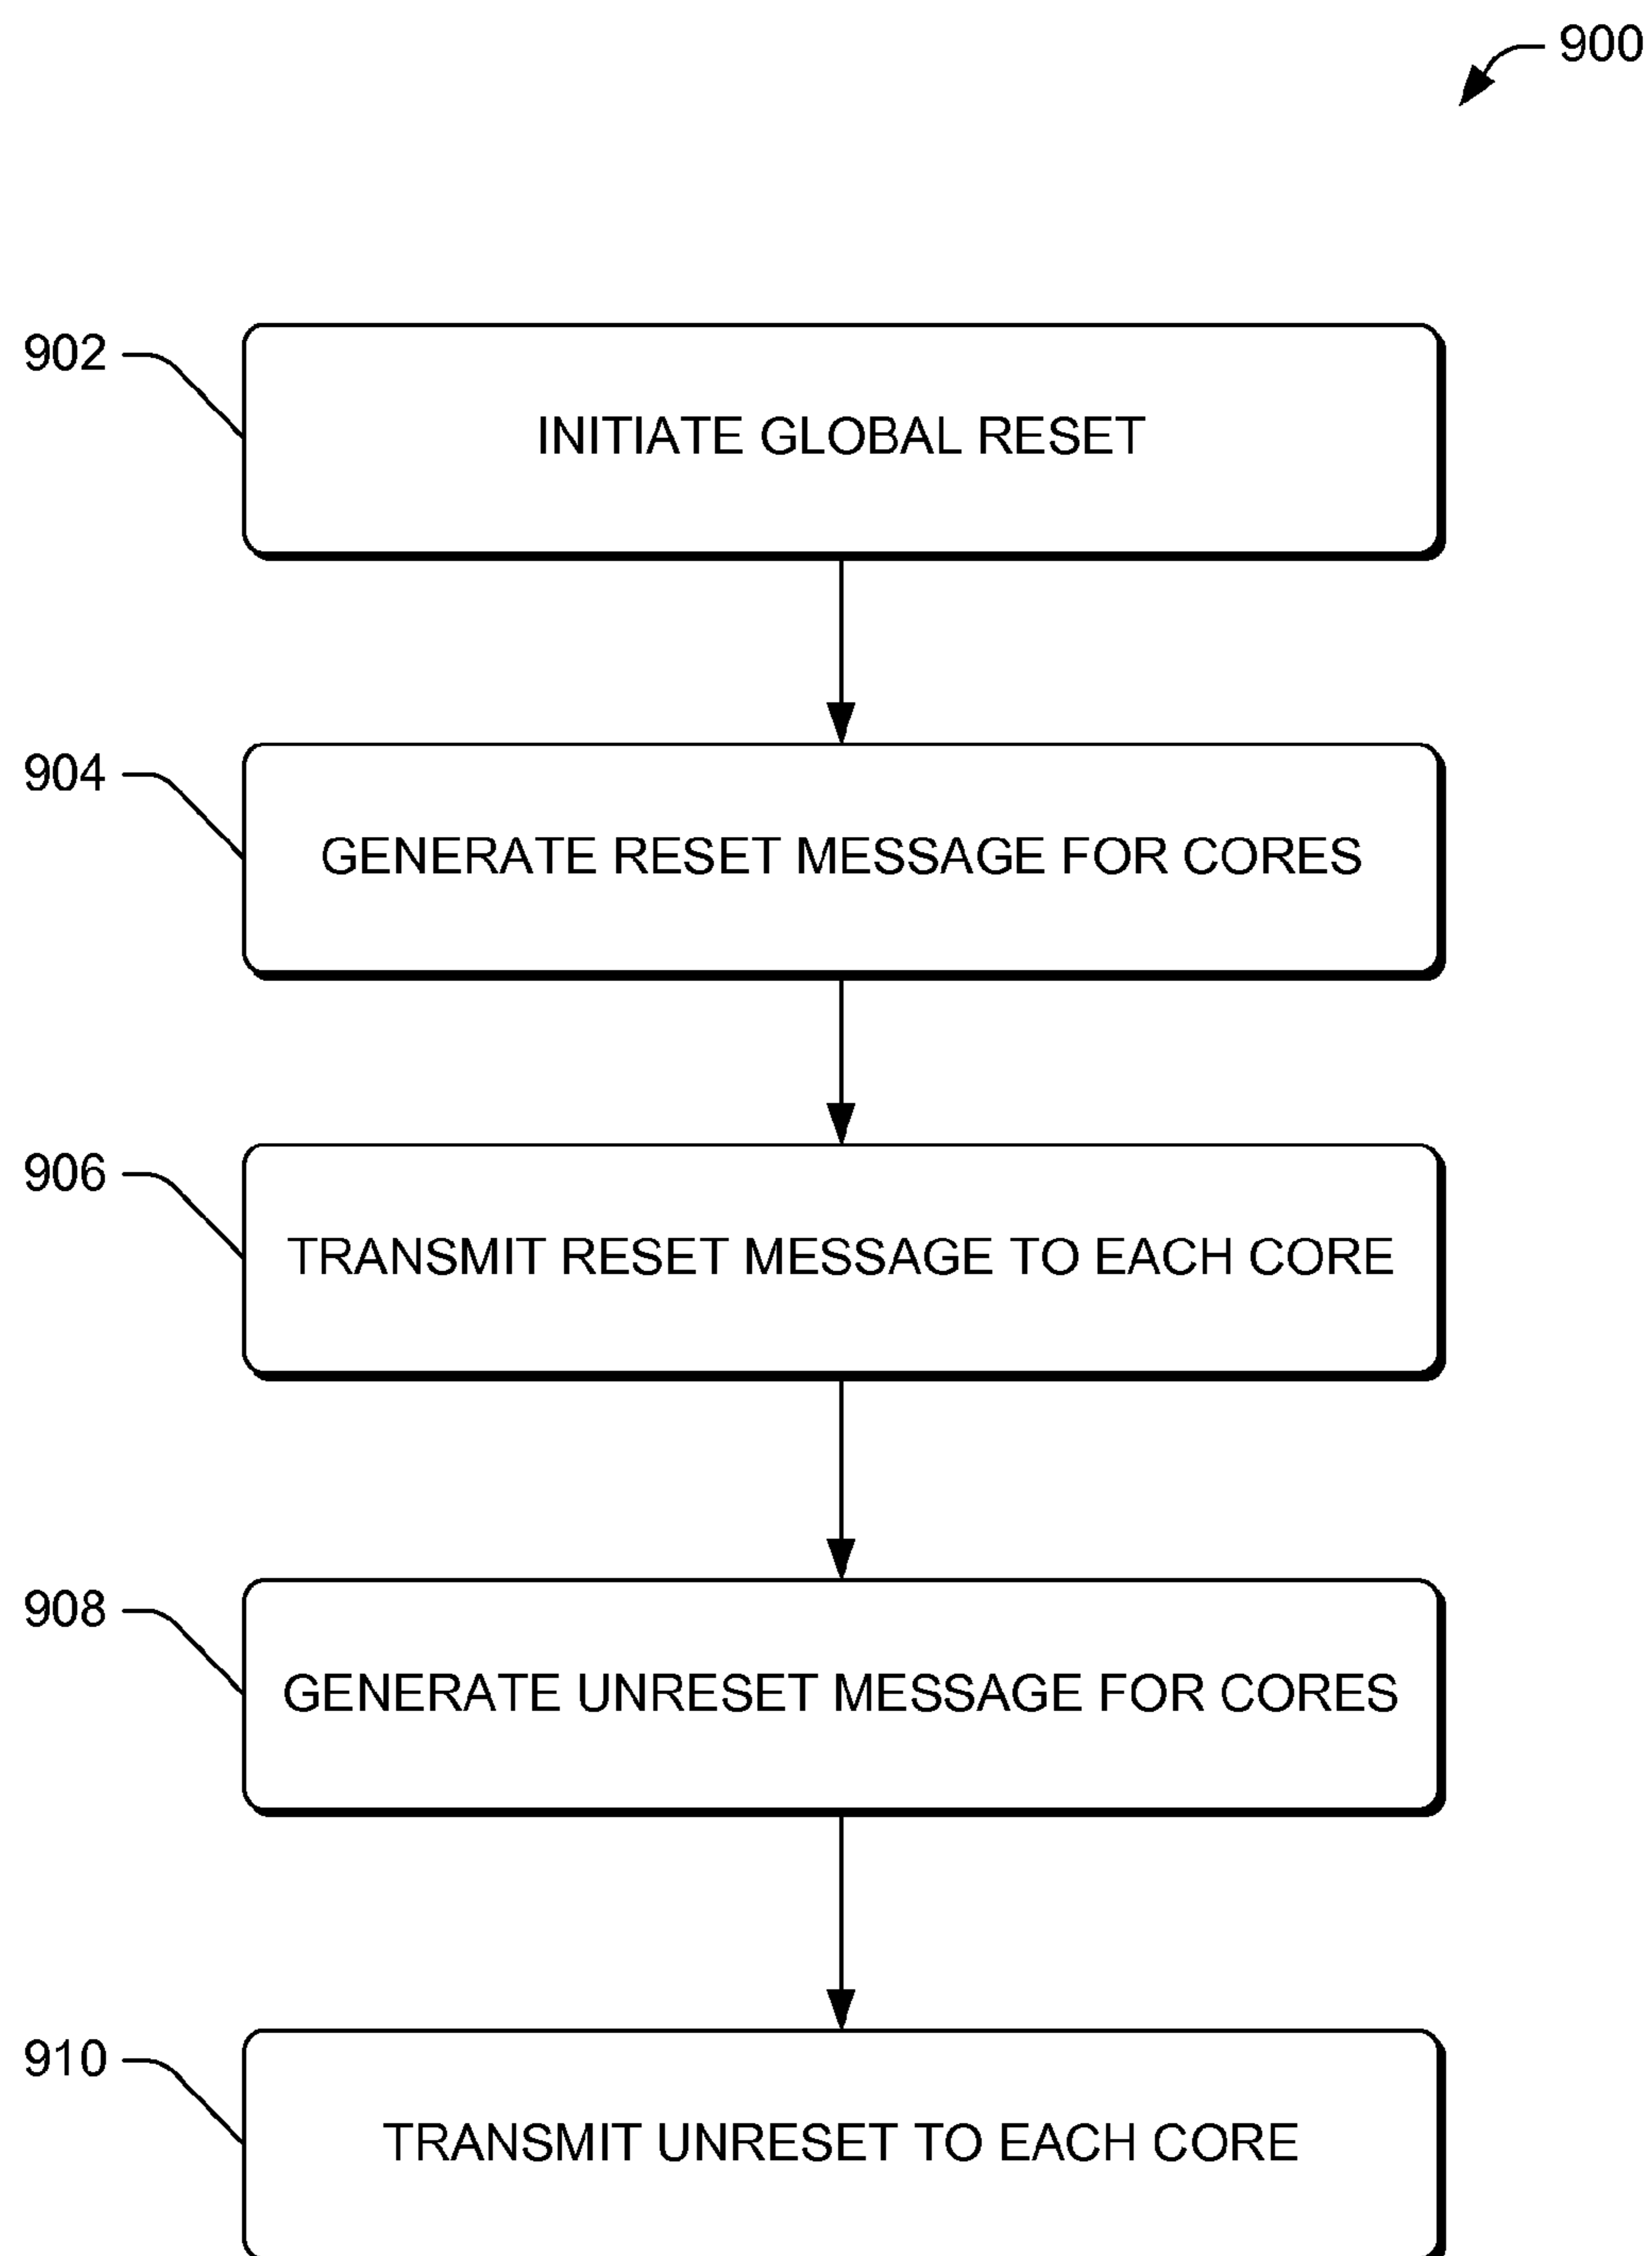 900
902
INITIATE GLOBAL RESET
904
GENERATE RESET MESSAGE FOR CORES
906
TRANSMIT RESET MESSAGE TO EACH CORE
908
GENERATE UNRESET MESSAGE FOR CORES
910
TRANSMIT UNRESET TO EACH CORE